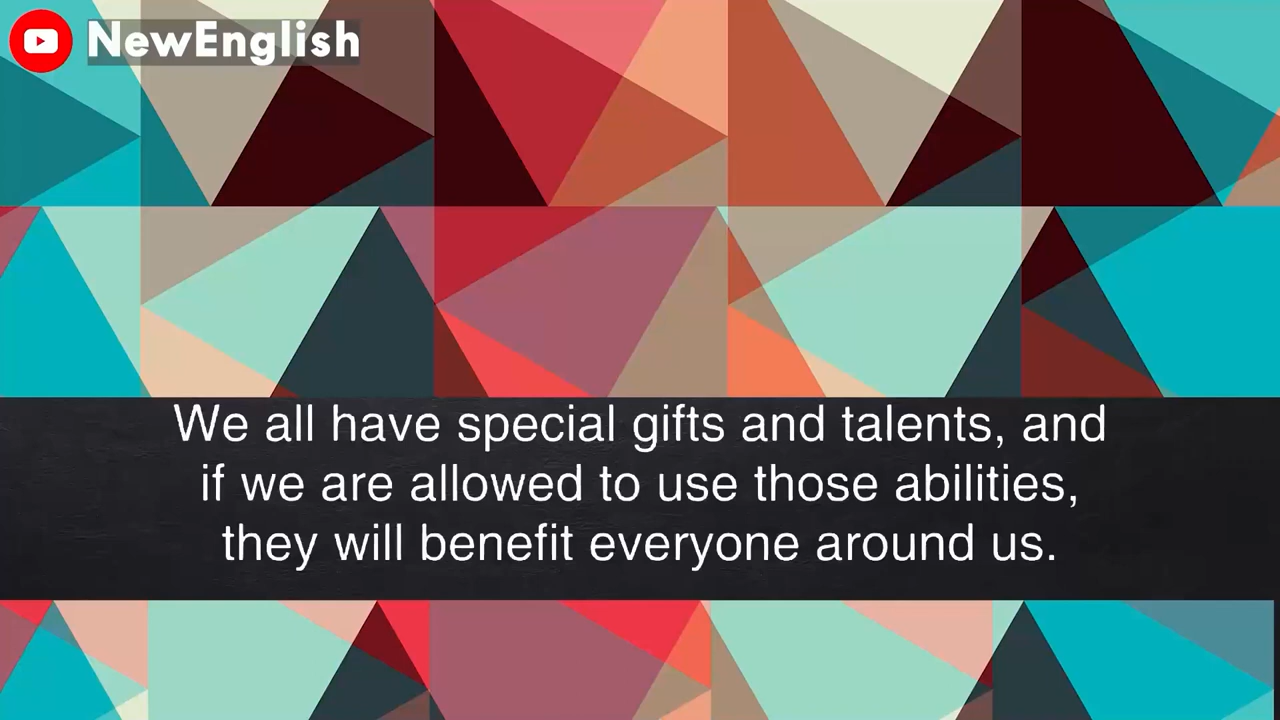 NewEnglish
We all have special gifts and talents, and
if we are allowed to use those abilities,
they will benefit everyone around us.